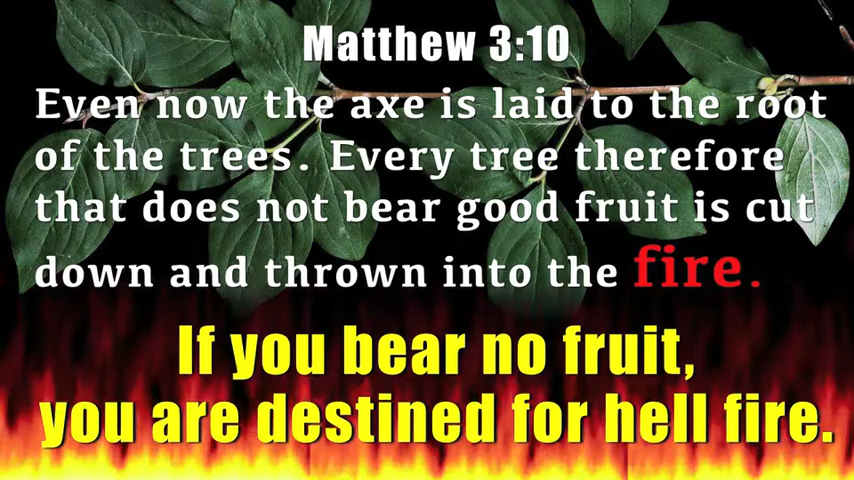 Matthew 3:10
Even now the axe is laid to the root
of the trees. Every tree therefore
that does not bear good fruit is cut
down and thrown into the fire.
If you bear no fruit,
you are destined for hell fire.